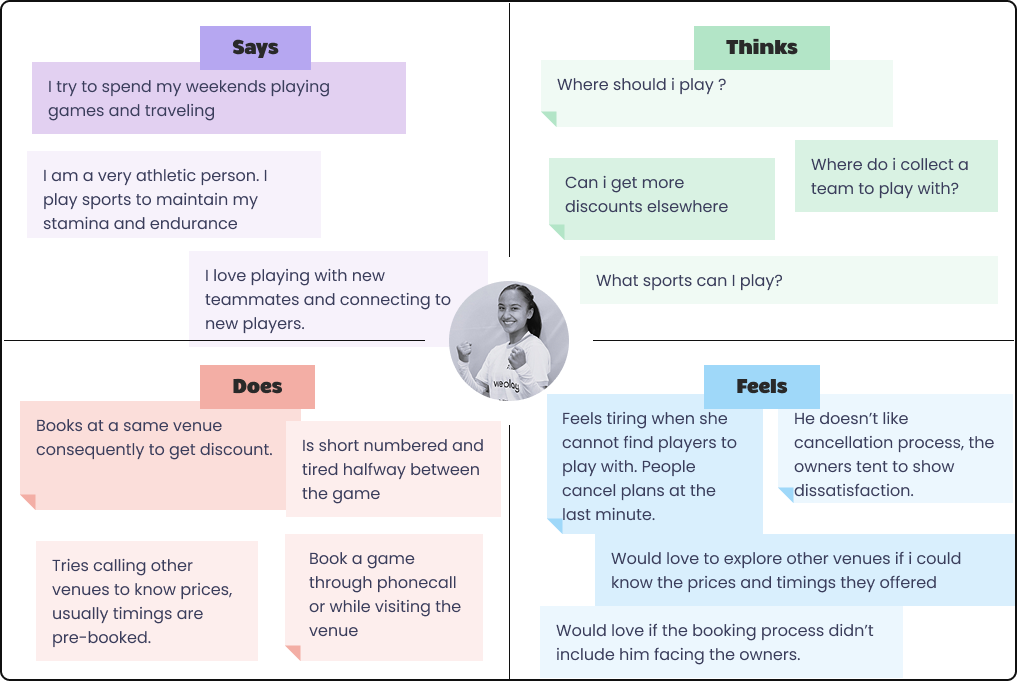 Says
I try to spend my weekends playing
games and traveling
I am a very athletic person. I
play sports to maintain my
stamina and endurance
I love playing with new
teammates and connecting to
new players.
Thinks
Where should i play ?
Can i get more
discounts elsewhere
Where do i collect a
team to play with?
What sports can I play?
weplay
Does
Books at a same venue
consequently to get discount.
Is short numbered and
tired halfway between
the game
Tries calling other
venues to know prices,
usually timings are
pre-booked.
Book a game
through phonecall
or while visiting the
venue
Feels
Feels tiring when she
cannot find players to
play with. People
cancel plans at the
last minute.
He doesn’t like
cancellation process, the
owners tent to show
dissatisfaction.
Would love to explore other venues if i could
know the prices and timings they offered
Would love if the booking process didn’t
include him facing the owners.